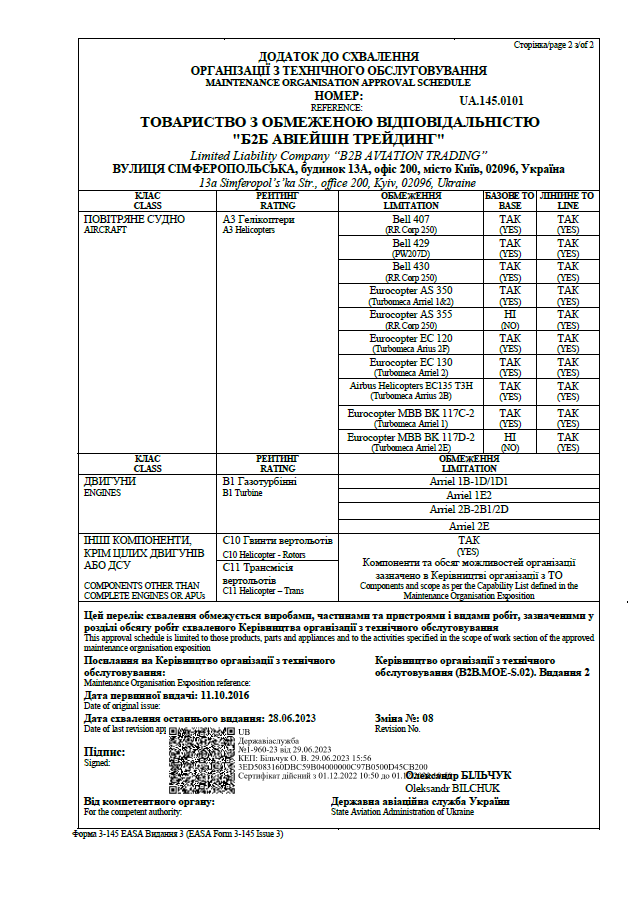 Сторінка/page 2 з/of 2
ДОДАТОК ДО СХВАЛЕННЯ
ОРГАНІЗАЦІЇ З ТЕХНІЧНОГО ОБСЛУГОВУВАННЯ
MAINTENANCE ORGANISATION APPROVAL SCHEDULE
НОМЕР:
REFERENCE:
UA.145.0101
ТОВАРИСТВО З ОБМЕЖЕНОЮ ВІДПОВІДАЛЬНІСТЮ
"Б2Б АВІЕЙШН ТРЕЙДИНГ"
Limited Liability Company “B2B AVIATION TRADING”
ВУЛИЦЯ СІМФЕРОПОЛЬСЬКА, будинок 13А, офіс 200, місто Київ, 02096, Україна
13a Simferopol’s’ka Str., office 200, Kyiv, 02096, Ukraine
КЛАС РЕЙТИНГ ОБМЕЖЕННЯ БАЗОВЕ ТО ЛІНІЙНЕ ТО
CLASS RATING LIMITATION BASE LINE
ПОВІТРЯНЕ СУДНО А3 Гелікоптери Bell 407 ТАК ТАК
AIRCRAFT A3 Helicopters (RR Corp 250) (YES) (YES)
Bell 429 ТАК ТАК
(PW207D) (YES) (YES)
Bell 430 ТАК ТАК
(RR Corp 250) (YES) (YES)
Eurocopter AS 350 ТАК ТАК
(Turbomeca Arriel 1&2) (YES) (YES)
Eurocopter AS 355 НІ ТАК
(RR Corp 250) (NO) (YES)
Eurocopter EC 120 ТАК ТАК
(Turbomeca Arius 2F) (YES) (YES)
Eurocopter EC 130 ТАК ТАК
(Turbomeca Arriel 2) (YES) (YES)
Airbus Helicopters EC135 T3H ТАК ТАК
(Turbomeca Arrius 2B) (YES) (YES)
Eurocopter MBB BK 117C-2 ТАК ТАК
(Turbomeca Arriel 1) (YES) (YES)
Eurocopter MBB BK 117D-2 НІ ТАК
(Turbomeca Arriel 2E) (NO) (YES)
КЛАС РЕЙТИНГ ОБМЕЖЕННЯ
CLASS RATING LIMITATION
ДВИГУНИ В1 Газотурбінні Arriel 1B-1D/1D1
ENGINES B1 Turbine Arriel 1E2
Arriel 2B-2B1/2D
Arriel 2E
ІНШІ КОМПОНЕНТИ, С10 Гвинти вертольотів ТАК
КРІМ ЦІЛИХ ДВИГУНІВ C10 Helicopter - Rotors (YES)
АБО ДСУ С11 Трансмісія Компоненти та обсяг можливостей організації
вертольотів зазначено в Керівництві організації з ТО
COMPONENTS OTHER THAN C11 Helicopter – Trans Components and scope as per the Capability List defined in the
COMPLETE ENGINES OR APUs Maintenance Organisation Exposition
Цей перелік схвалення обмежується виробами, частинами та пристроями і видами робіт, зазначеними у
розділі обсягу робіт схваленого Керівництва організації з технічного обслуговування
This approval schedule is limited to those products, parts and appliances and to the activities specified in the scope of work section of the approved
maintenance organisation exposition
Посилання на Керівництво організації з технічного Керівництво організації з технічного
обслуговування: обслуговування (B2B.MOE-S.02). Видання 2
Maintenance Organisation Exposition reference:
Дата первинної видачі: 11.10.2016
Date of original issue:
Дата схвалення останнього видання: 28.06.2023 Зміна №: 08
Date of last revision Revision No.
UB
Державіаслужба
№1-960-23 від 29.06.2023
КЕП: Більчук О. В. 29.06.2023 15:56
3ED5083160DBC59B04000000C97B0500D45CB200
Сертифікат дійсний з 01.12.2022 10:50 до
Підпис:
Signed:
Олександр БІЛЬЧУК
Oleksandr BILCHUK
Від компетентного органу: Державна авіаційна служба України
For the competent authority: State Aviation Administration of Ukraine
Форма 3-145 EASA Видання 3 (EASA Form 3-145 Issue 3)